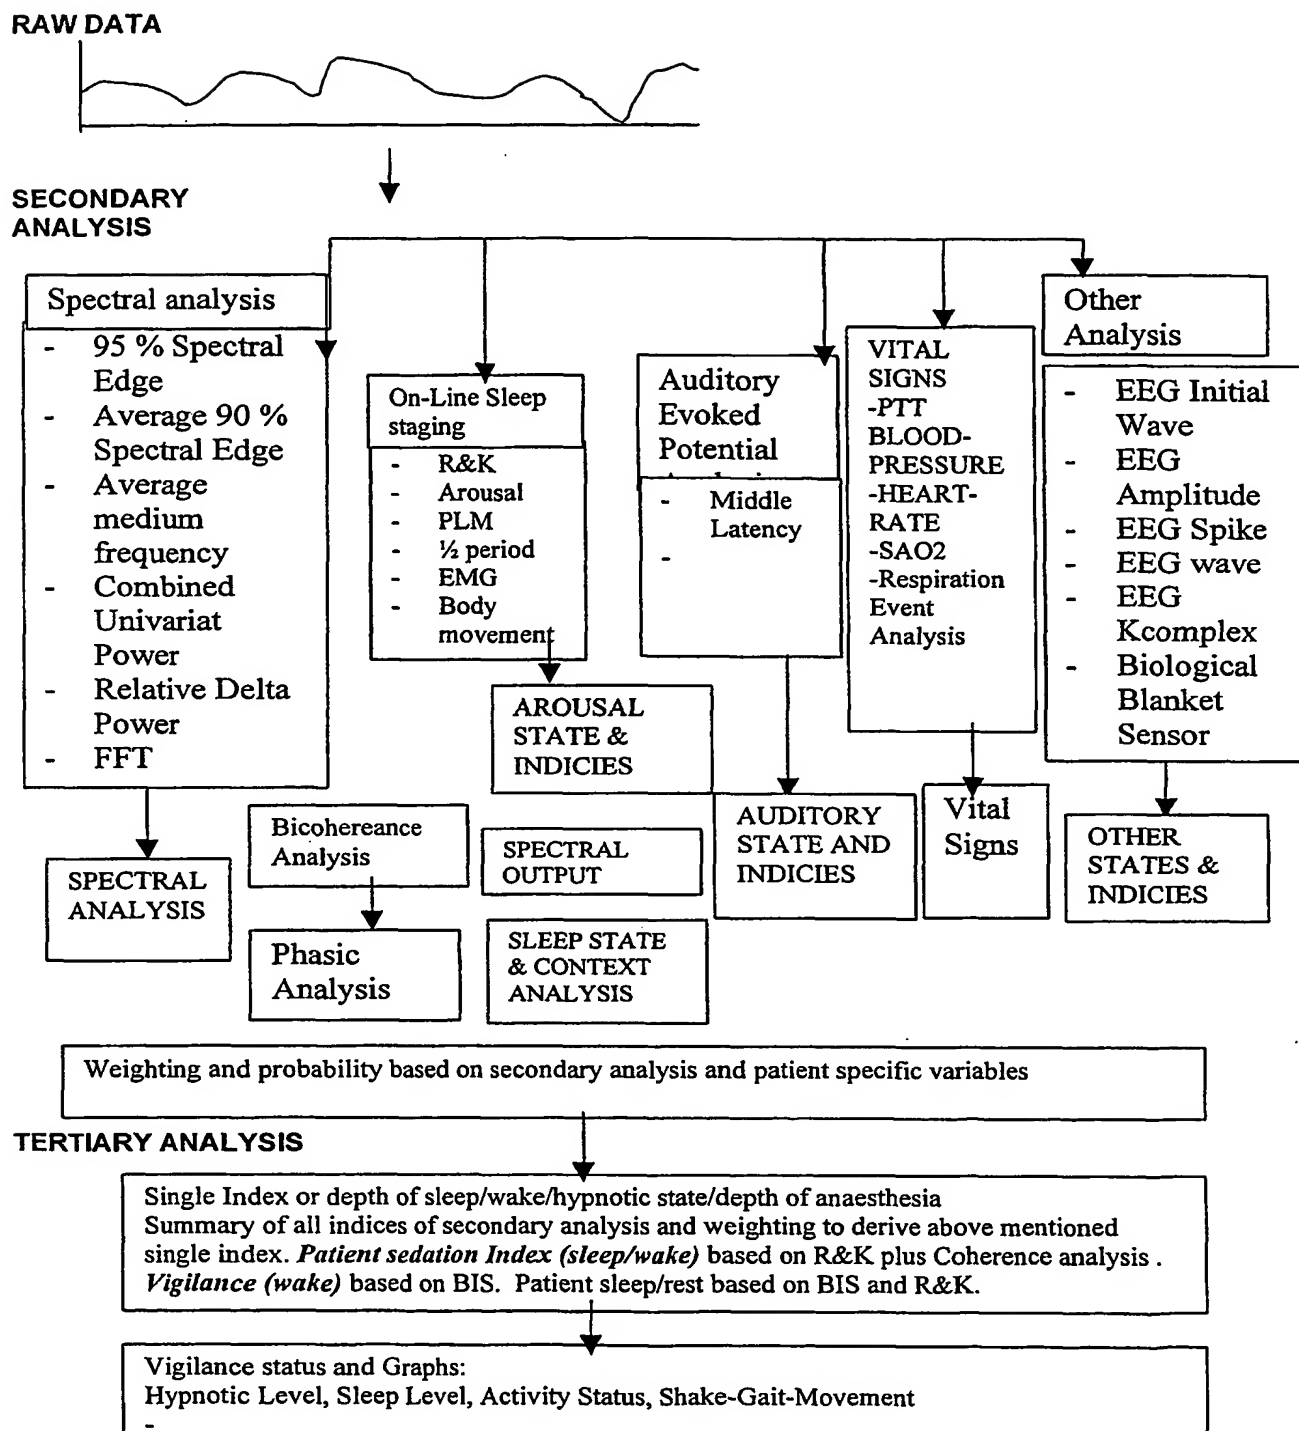 RAW DATA
SECONDARY
ANALYSIS
Spectral analysis
- 95 % Spectral
Edge
- Average 90 %
Spectral Edge
- Average
medium
frequency
- Combined
Univariat
Power
- Relative Delta
Power
- FFT
On-Line Sleep
staging
- R&K
- Arousal
- PLM
- ½ period
- EMG
- Body
movement
Auditory
Evoked
Potential
- Middle
Latency
-
VITAL
SIGNS
-PTT
BLOOD-
PRESSURE
-HEART-
RATE
-SAO2
-Respiration
Event
Analysis
Other
Analysis
- EEG Initial
Wave
- EEG
Amplitude
- EEG Spike
- EEG wave
- EEG
Kcomplex
- Biological
Blanket
Sensor
SPECTRAL
ANALYSIS
Bicohereance
Analysis
Phasic
Analysis
AROUSAL
STATE &
INDICIES
SPECTRAL
OUTPUT
SLEEP STATE
& CONTEXT
ANALYSIS
AUDITORY
STATE AND
INDICIES
Vital
Signs
OTHER
STATES &
INDICIES
Weighting and probability based on secondary analysis and patient specific variables
TERTIARY ANALYSIS
Single Index or depth of sleep/wake/hypnotic state/depth of anaesthesia
Summary of all indices of secondary analysis and weighting to derive above mentioned
single index. Patient sedation Index (sleep/wake) based on R&K plus Coherence analysis .
Vigilance (wake) based on BIS. Patient sleep/rest based on BIS and R&K.
Vigilance status and Graphs:
Hypnotic Level, Sleep Level, Activity Status, Shake-Gait-Movement
-